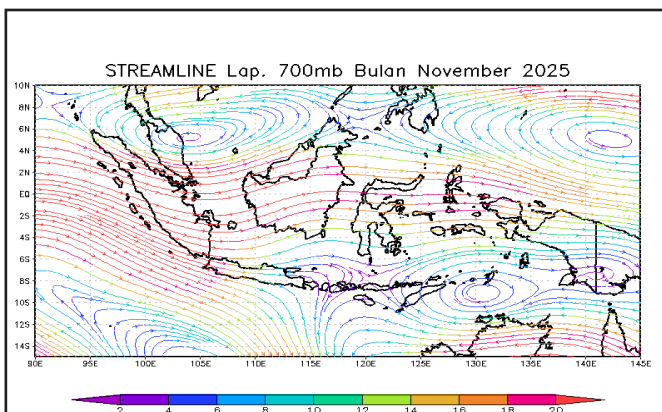 STREAMLINE Lap. 700mb Bulan November 2025
10N
8N
6N
4N
2N
EQ
2S
4S
6S
8S
10S
12S
14S
90E 95E 100E 105E 110E 115E 120E 125E 130E 135E 140E 145E
2 4 6 8 10 12 14 16 18 20